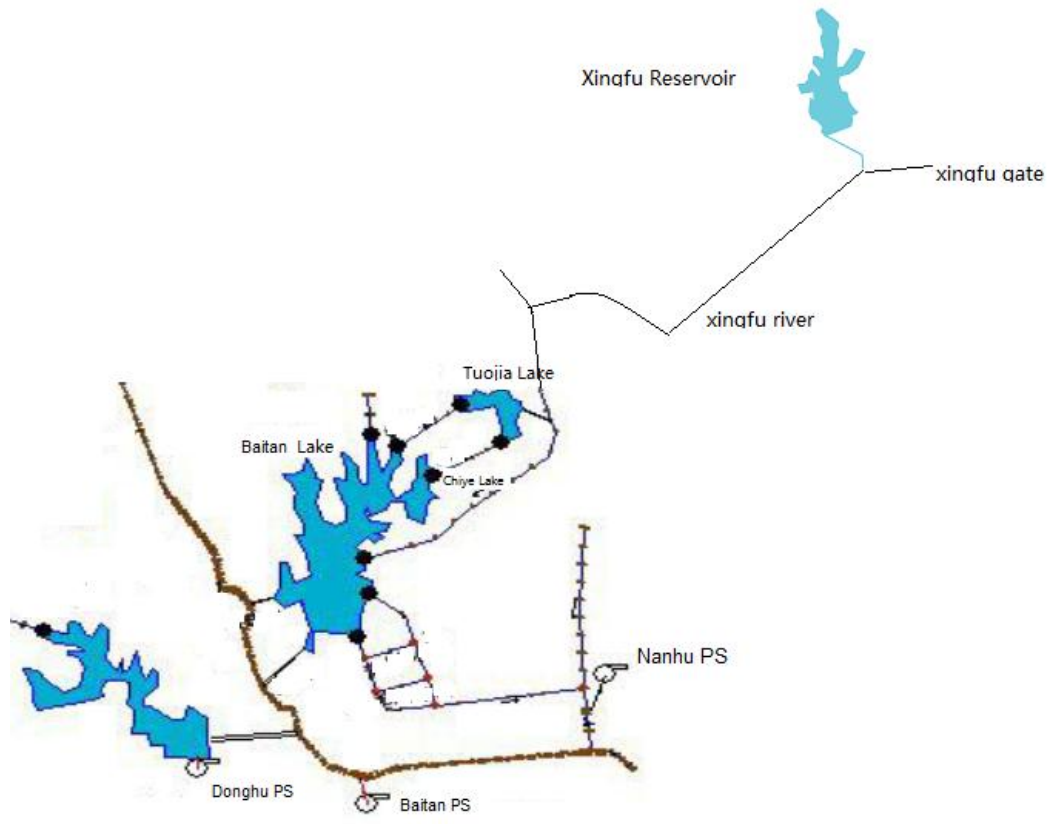 Xingfu Reservoir
xingfu gate
xingfu river
Tuojia Lake
Baitan Lake
Chiye Lake
Nanhu PS
Donghu PS
Baitan PS